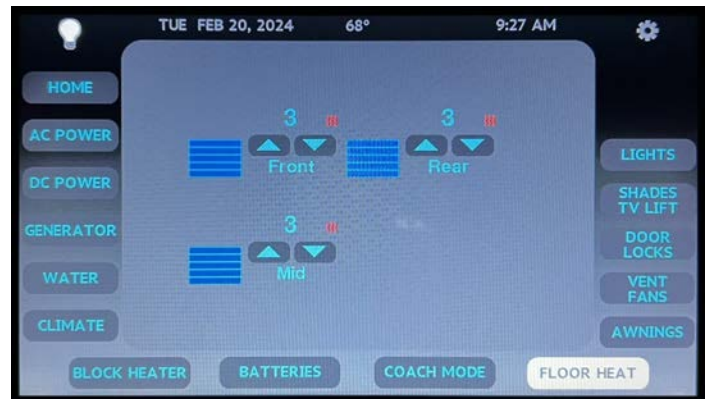 TUE FEB 20, 2024 68° 9:27 AM
HOME
AC POWER
DC POWER
GENERATOR
WATER
CLIMATE
3
Front
3
Rear
3
Mid
LIGHTS
SHADES
TV LIFT
DOOR
LOCKS
VENT
FANS
AWNINGS
BLOCK HEATER
BATTERIES
COACH MODE
FLOOR HEAT